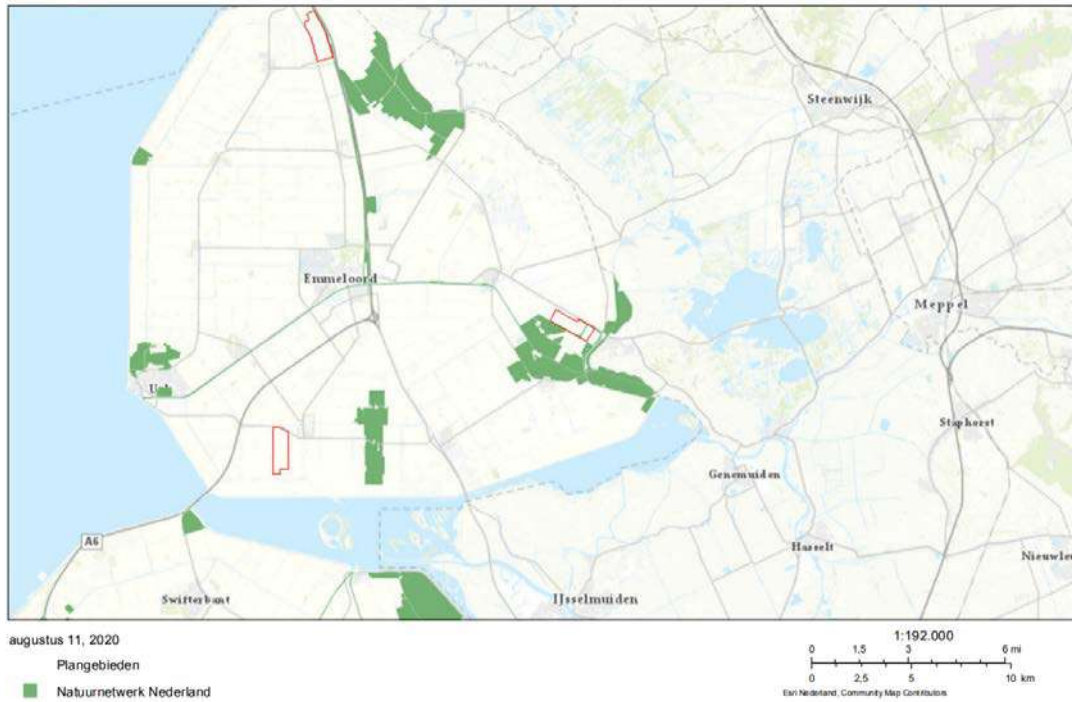 Steenwijk
Emmeloord
Meppel
Urk
Staphorst
Genemuiden
Hasselt
A6
Swifterbant
IJsselmuiden
augustus 11, 2020
Plangebieden
Natuurnetwerk Nederland
1:192.000
0 1,5 3 6 mi
0 2,5 5 10 km
Esri Nederland, Community Map Contributors